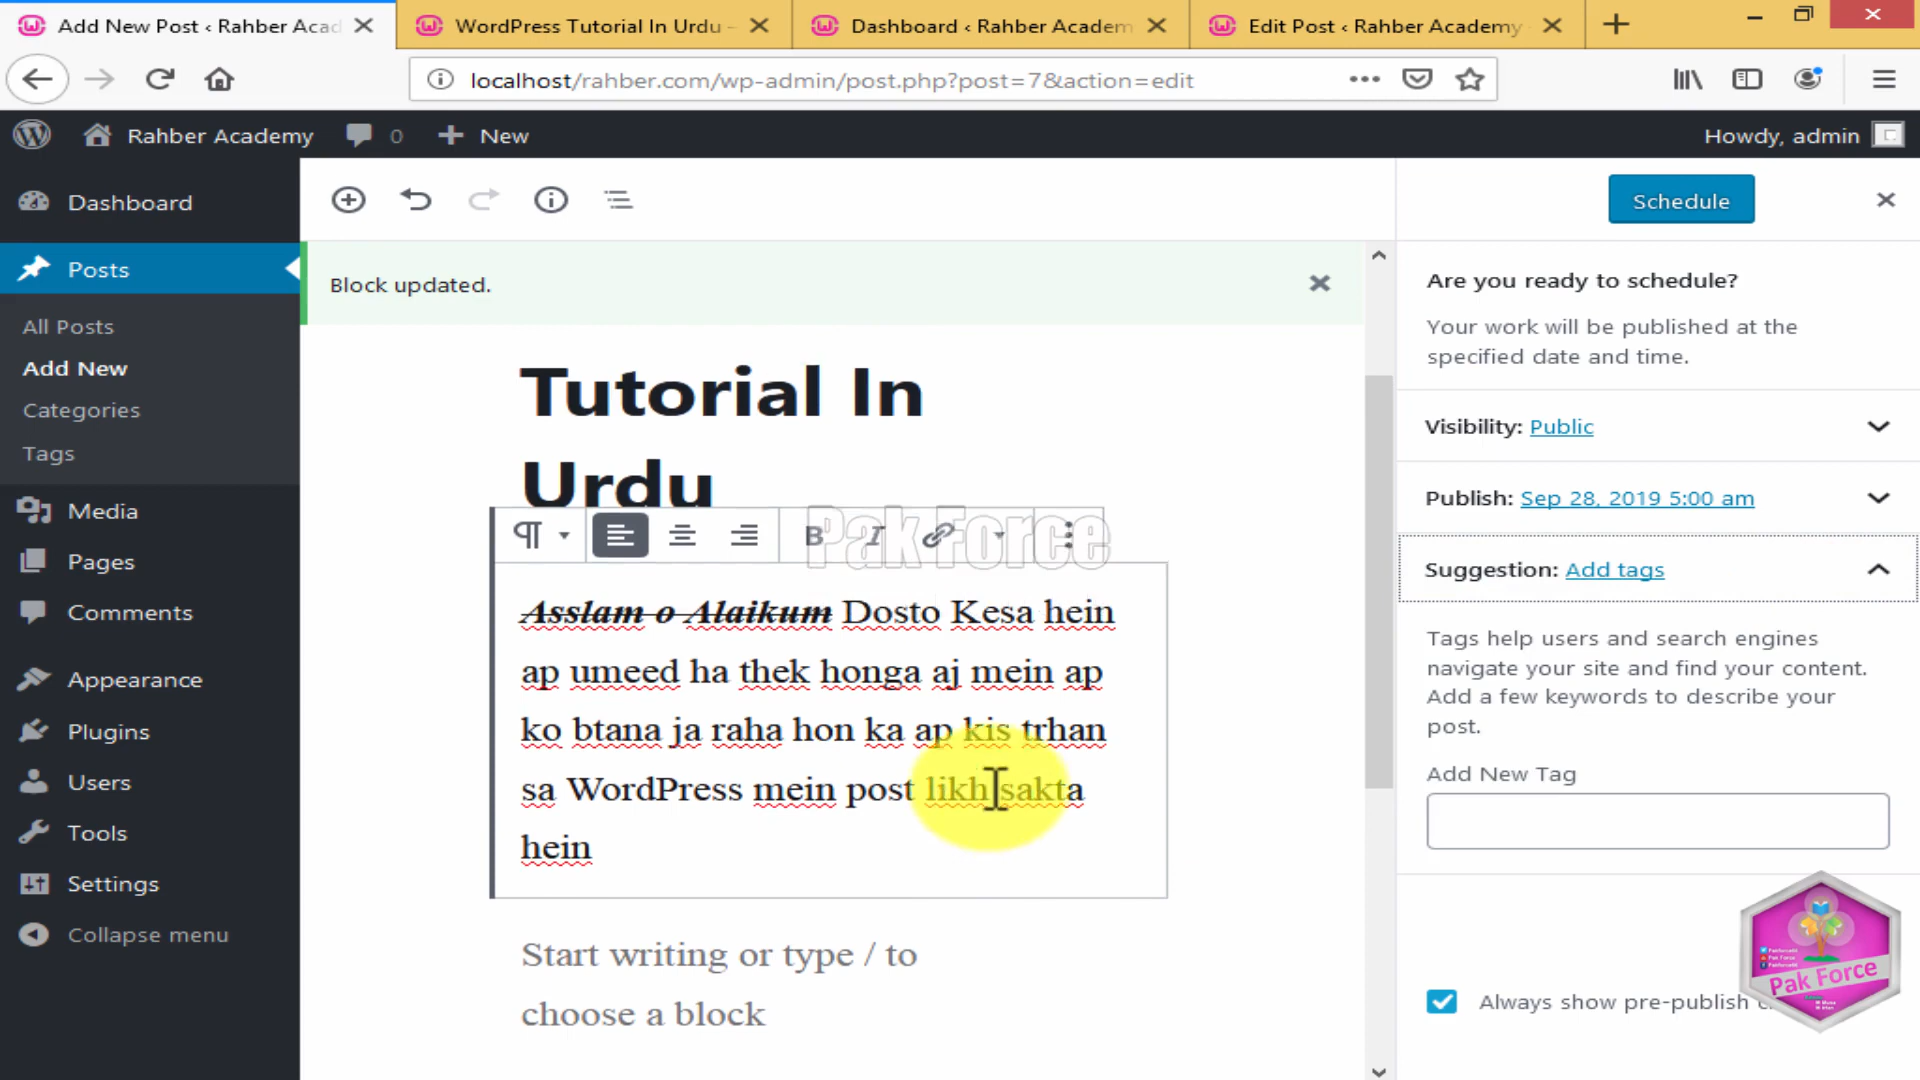 Add New Post ‹ Rahber Acad
WordPress Tutorial In Urdu –
Dashboard ‹ Rahber Academ
Edit Post ‹ Rahber Academy
localhost/rahber.com/wp-admin/post.php?post=7&action=edit
Rahber Academy
0
New
Howdy, admin
Dashboard
Posts
All Posts
Add New
Categories
Tags
Media
Pages
Comments
Appearance
Plugins
Users
Tools
Settings
Collapse menu
Block updated.
Tutorial In
Urdu
B I
Pak Force
Asslam o Alaikum Dosto Kesa hein
ap umeed ha thek honga aj mein ap
ko btana ja raha hon ka ap kis trhan
sa WordPress mein post likh sakta
hein
Start writing or type / to
choose a block
Schedule
Are you ready to schedule?
Your work will be published at the
specified date and time.
Visibility: Public
Publish: Sep 28, 2019 5:00 am
Suggestion: Add tags
Tags help users and search engines
navigate your site and find your content.
Add a few keywords to describe your
post.
Add New Tag
Always show pre-publish
Pak Force